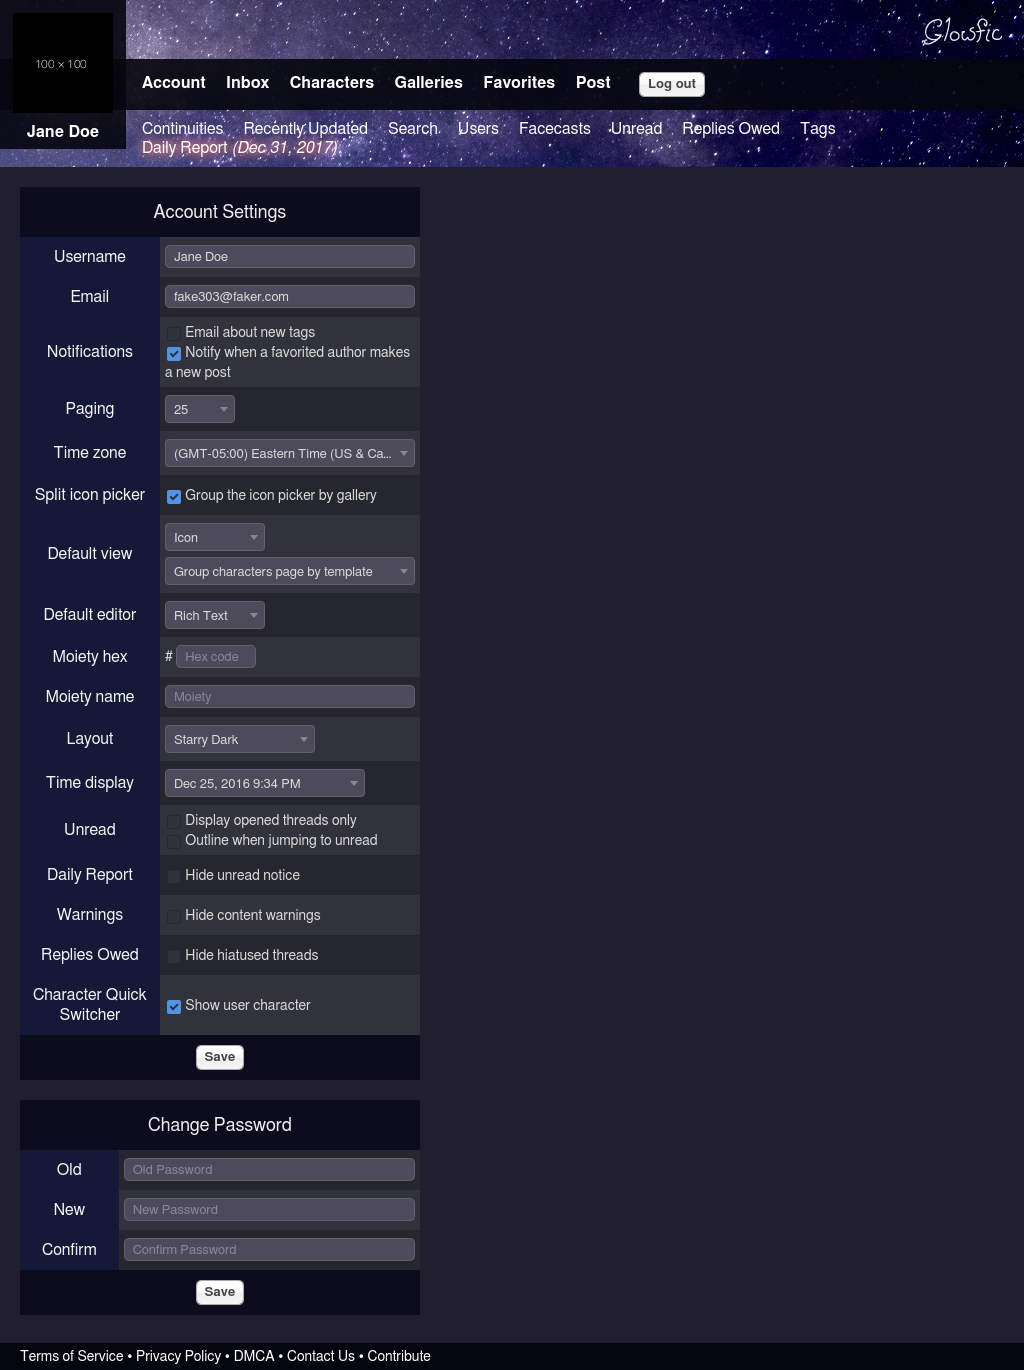 Glowfic
100 × 100
Account Inbox Characters Galleries Favorites Post Log out
Jane Doe
Continuities Recently Updated Search Users Facecasts Unread Replies Owed Tags
Daily Report (Dec 31, 2017)
Account Settings
Username Jane Doe
Email fake303@faker.com
Notifications
Email about new tags
Notify when a favorited author makes
a new post
Paging 25
Time zone (GMT-05:00) Eastern Time (US & Ca...
Split icon picker Group the icon picker by gallery
Default view
Icon
Group characters page by template
Default editor Rich Text
Moiety hex # Hex code
Moiety name Moiety
Layout Starry Dark
Time display Dec 25, 2016 9:34 PM
Unread
Display opened threads only
Outline when jumping to unread
Daily Report Hide unread notice
Warnings Hide content warnings
Replies Owed Hide hiatused threads
Character Quick
Switcher
Show user character
Save
Change Password
Old Old Password
New New Password
Confirm Confirm Password
Save
Terms of Service • Privacy Policy • DMCA • Contact Us • Contribute